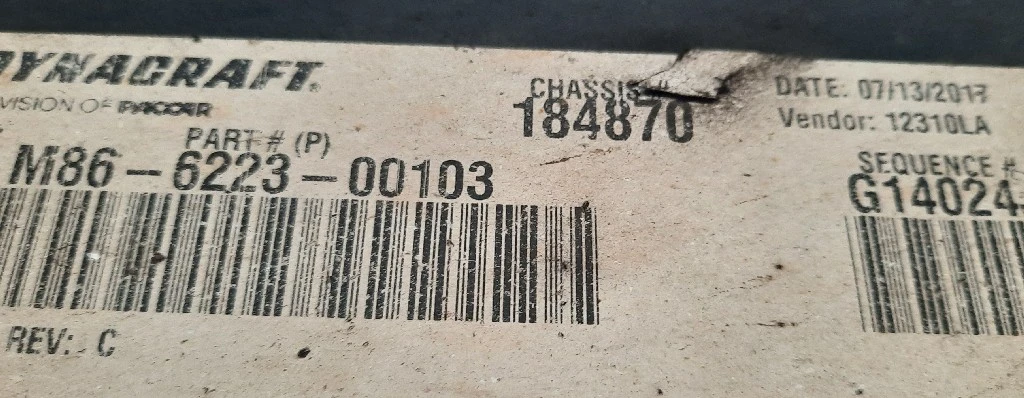 DYNACRAFT
DIVISION OF PACCAR
PART # (P)
M86-6223-00103
REV: C
CHASSIS #
184870
DATE: 07/13/2017
Vendor: 12310LA
SEQUENCE #
G14024-